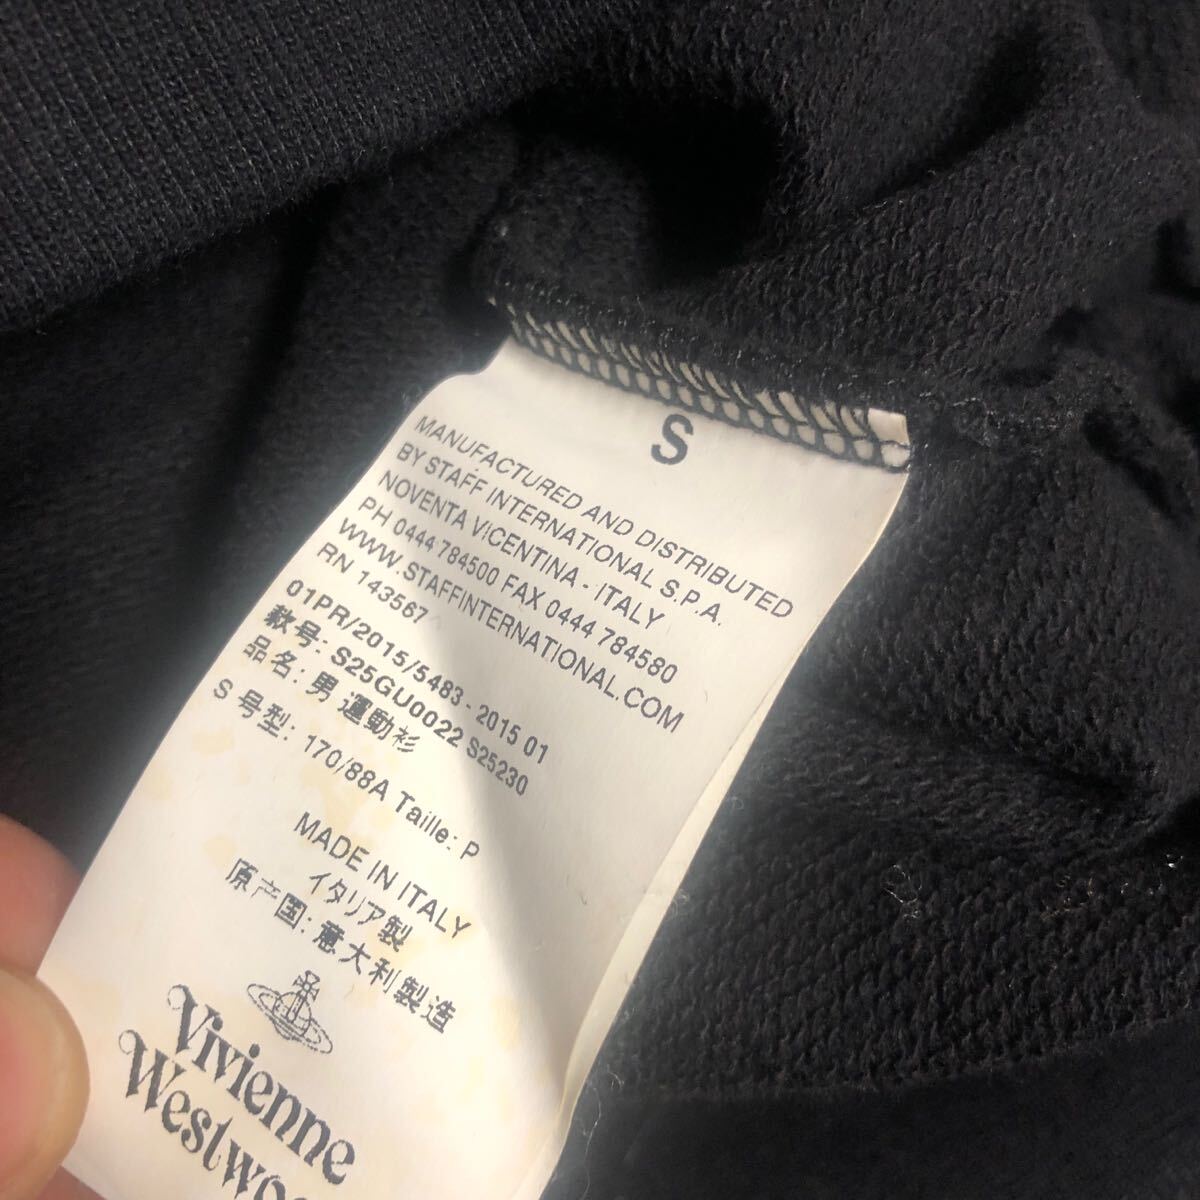 S
MANUFACTURED AND DISTRIBUTED
BY STAFF INTERNATIONAL S.P.A.
NOVENTA VICENTINA - ITALY
PH 0444 784500 FAX 0444 784580
WWW.STAFFINTERNATIONAL.COM
RN 143567
01PR/2015/5483 - 2015 01
款号: S25GU0022 S25230
品名: 男 運動衫
S 号型: 170/88A Taille: P
MADE IN ITALY
イタリア製
原产国: 意大利製造
Vivienne